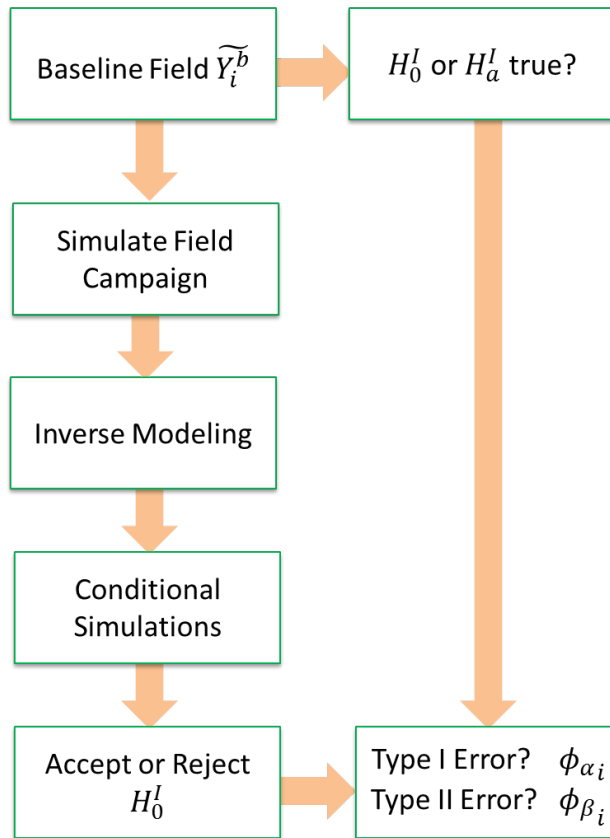 Baseline Field $\widetilde{Y_i^b}$
$H_0^I$ or $H_a^I$ true?
Simulate Field
Campaign
Inverse Modeling
Conditional
Simulations
Accept or Reject
$H_0^I$
Type I Error? $\phi_{\alpha_i}$
Type II Error? $\phi_{\beta_i}$